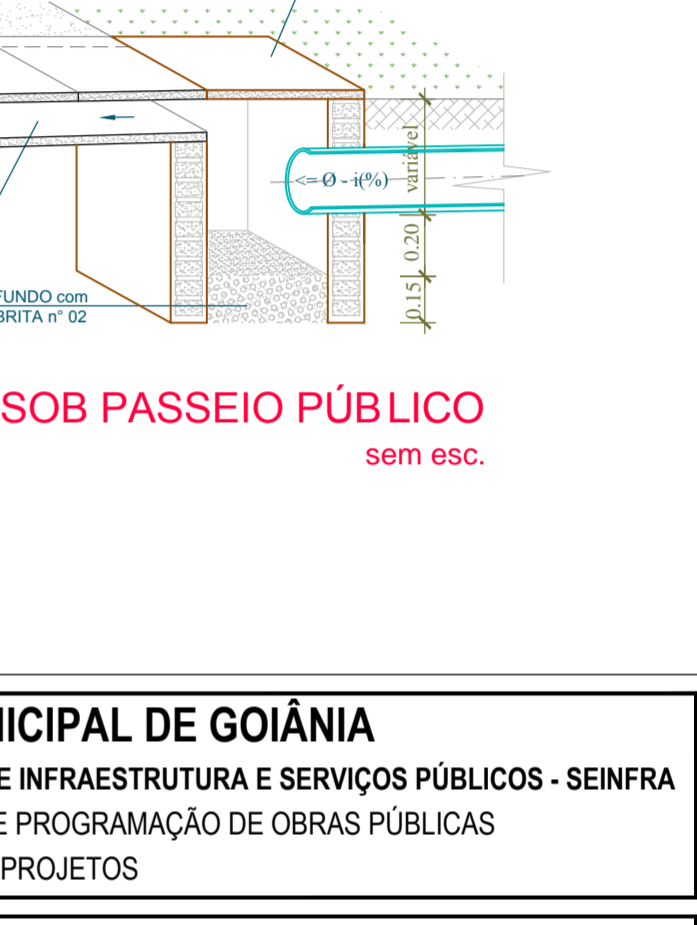 <= Ø - i(%)
variável
0.20
0.15
FUNDO com
BRITA n° 02
SOB PASSEIO PÚBLICO
sem esc.
NICIPAL DE GOIÂNIA
E INFRAESTRUTURA E SERVIÇOS PÚBLICOS - SEINFRA
E PROGRAMAÇÃO DE OBRAS PÚBLICAS
PROJETOS